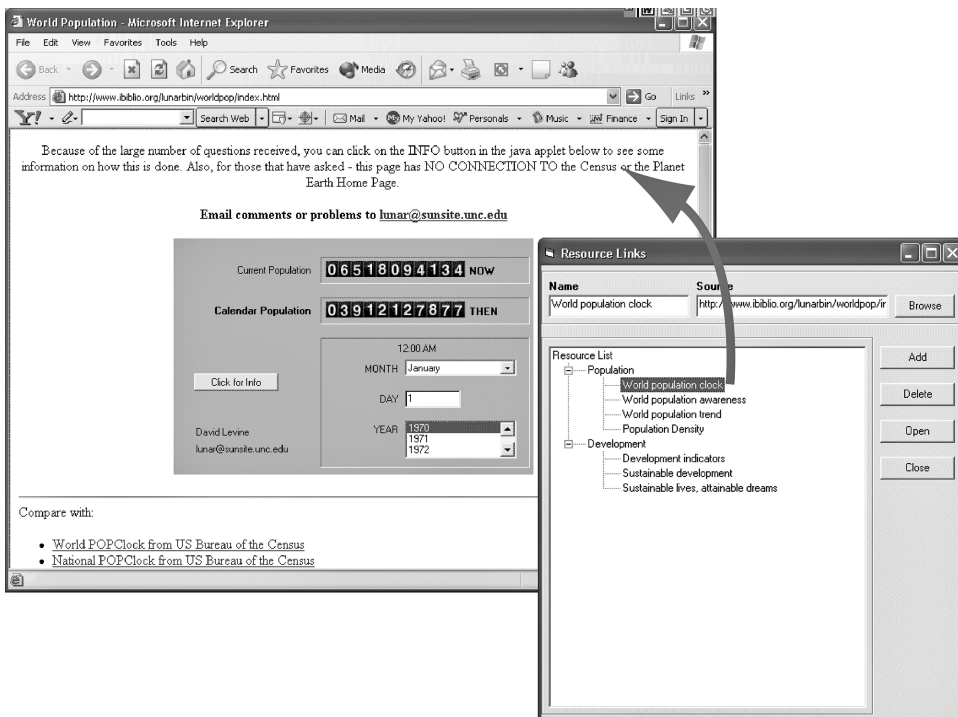 World Population - Microsoft Internet Explorer
File Edit View Favorites Tools Help
Back Search Favorites Media
Address http://www.ibiblio.org/lunarbin/worldpop/index.html Go Links »
Y! Search Web Mail My Yahoo! Personals Music Finance Sign In
Because of the large number of questions received, you can click on the INFO button in the java applet below to see some
information on how this is done. Also, for those that have asked - this page has NO CONNECTION TO the Census or the Planet
Earth Home Page.
Email comments or problems to lunar@sunsite.unc.edu
Current Population 06518094134 NOW
Calendar Population 03912127877 THEN
12:00 AM
MONTH January
Click for Info
DAY 1
YEAR 1970
1971
1972
David Levine
lunar@sunsite.unc.edu
Compare with:
• World POPClock from US Bureau of the Census
• National POPClock from US Bureau of the Census
Resource Links
Name Source
World population clock http://www.ibiblio.org/lunarbin/worldpop/ir Browse
Resource List
Population
World population clock
World population awareness
World population trend
Population Density
Development
Development indicators
Sustainable development
Sustainable lives, attainable dreams
Add
Delete
Open
Close